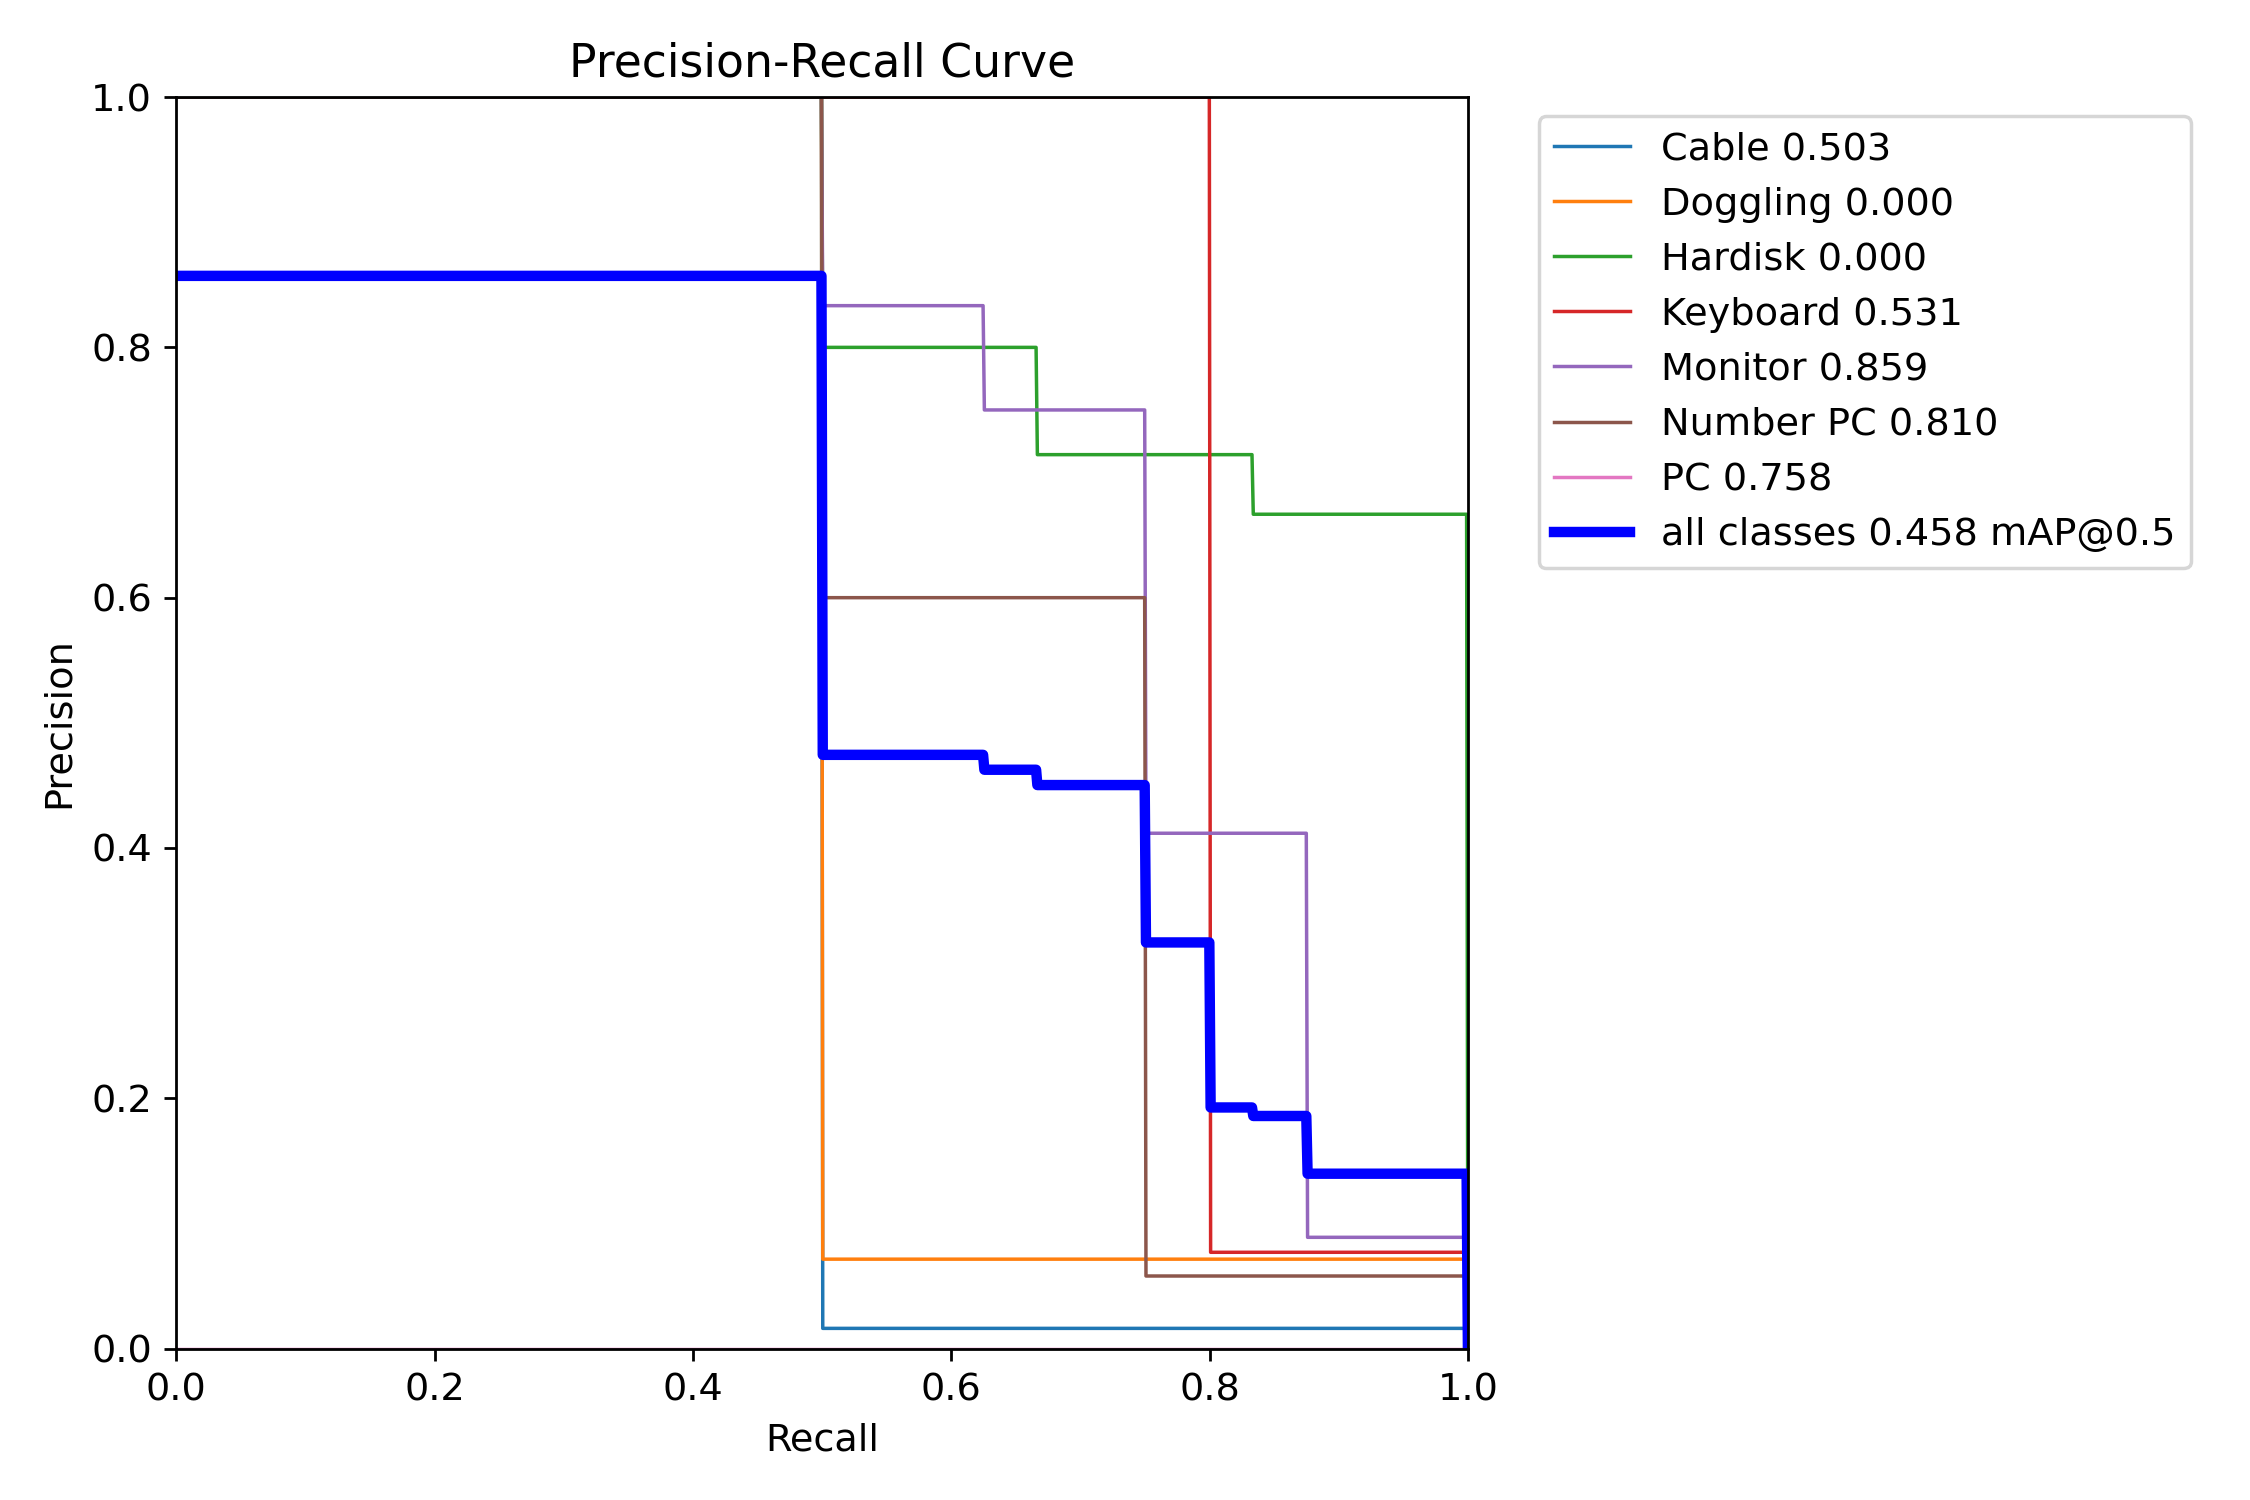 Precision-Recall Curve
1.0
0.8
0.6
0.4
0.2
0.0
Precision
0.0 0.2 0.4 0.6 0.8 1.0
Recall
Cable 0.503
Doggling 0.000
Hardisk 0.000
Keyboard 0.531
Monitor 0.859
Number PC 0.810
PC 0.758
all classes 0.458 mAP@0.5